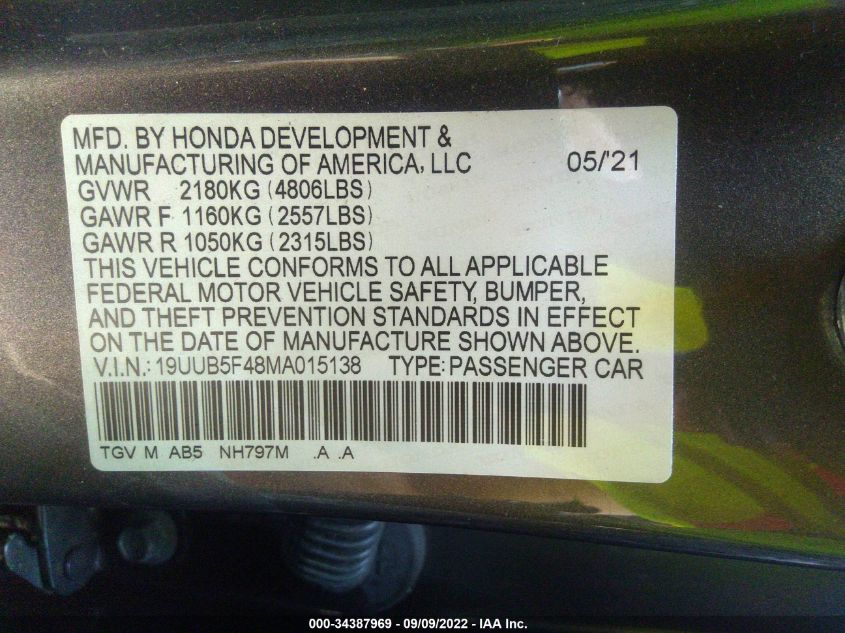 MFD. BY HONDA DEVELOPMENT &
MANUFACTURING OF AMERICA, LLC 05/'21
GVWR 2180KG (4806LBS)
GAWR F 1160KG (2557LBS)
GAWR R 1050KG (2315LBS)
THIS VEHICLE CONFORMS TO ALL APPLICABLE
FEDERAL MOTOR VEHICLE SAFETY, BUMPER,
AND THEFT PREVENTION STANDARDS IN EFFECT
ON THE DATE OF MANUFACTURE SHOWN ABOVE.
V.I.N.: 19UUB5F48MA015138 TYPE: PASSENGER CAR
TGV M AB5 NH797M .A .A
000-34387969 - 09/09/2022 - IAA Inc.